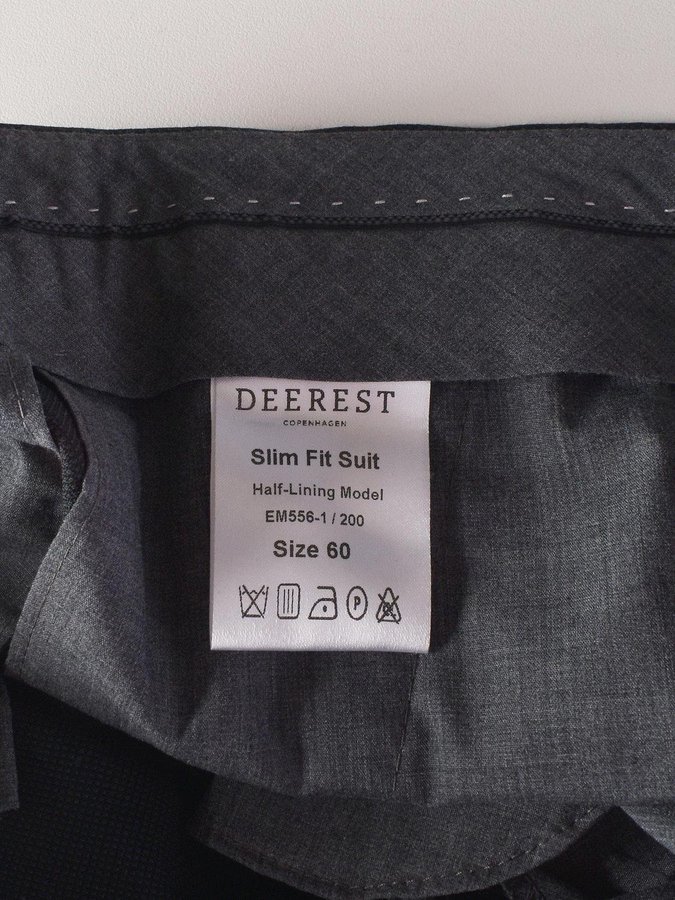 DEEREST
COPENHAGEN
Slim Fit Suit
Half-Lining Model
EM556-1 / 200
Size 60
P